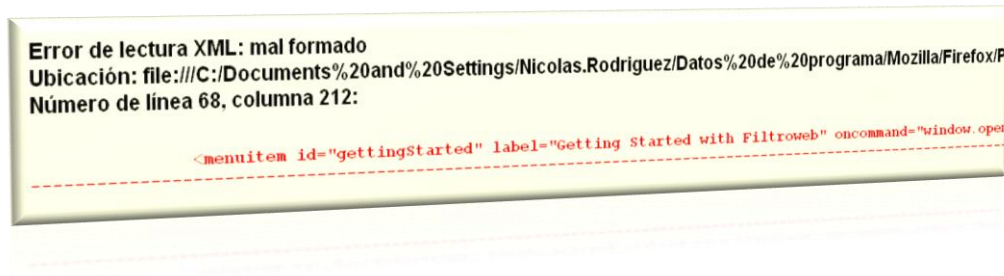 Error de lectura XML: mal formado
Ubicación: file:///C:/Documents%20and%20Settings/Nicolas.Rodriguez/Datos%20de%20programa/Mozilla/Firefox/P
Número de línea 68, columna 212:
<menuitem id="gettingStarted" label="Getting Started with Filtroweb" oncommand="window.open
--------------------------------------------------------------------------------------------